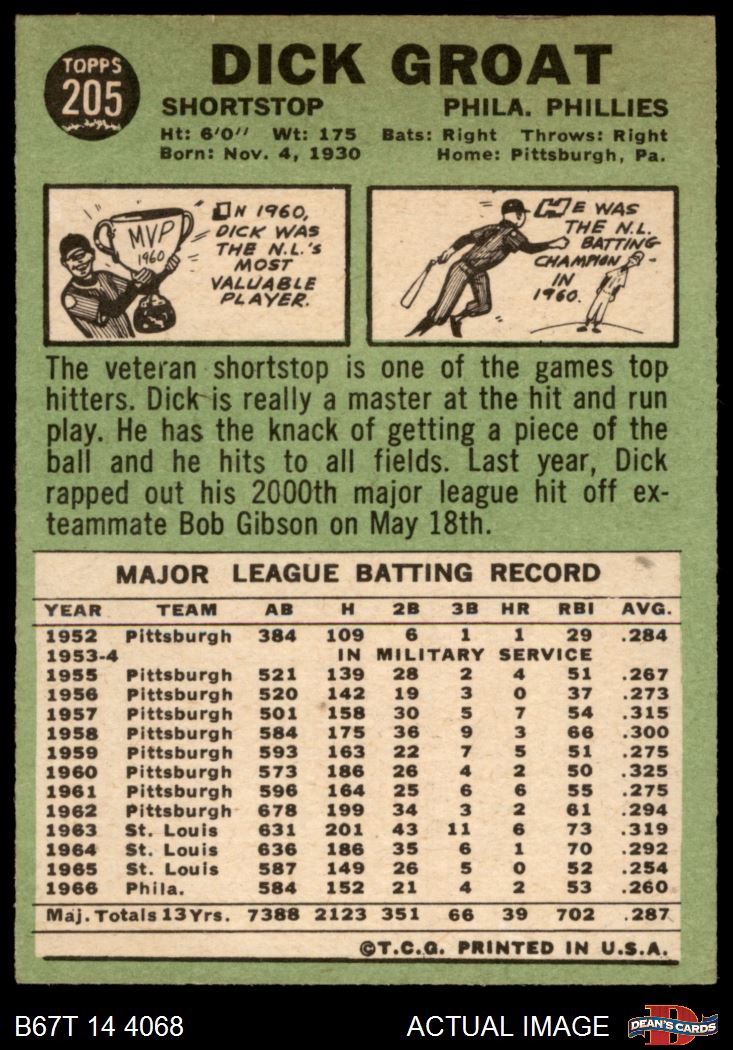 TOPPS
205
DICK GROAT
SHORTSTOP PHILA. PHILLIES
Ht: 6'0" Wt: 175 Bats: Right Throws: Right
Born: Nov. 4, 1930 Home: Pittsburgh, Pa.
MVP
1960
IN 1960,
DICK WAS
THE N.L.'S
MOST
VALUABLE
PLAYER.
HE WAS
THE N.L.
BATTING
CHAMPION
IN
1960.
The veteran shortstop is one of the games top
hitters. Dick is really a master at the hit and run
play. He has the knack of getting a piece of the
ball and he hits to all fields. Last year, Dick
rapped out his 2000th major league hit off ex-
teammate Bob Gibson on May 18th.
MAJOR LEAGUE BATTING RECORD
YEAR TEAM AB H 2B 3B HR RBI AVG.
1952 Pittsburgh 384 109 6 1 1 29 .284
1953-4 IN MILITARY SERVICE
1955 Pittsburgh 521 139 28 2 4 51 .267
1956 Pittsburgh 520 142 19 3 0 37 .273
1957 Pittsburgh 501 158 30 5 7 54 .315
1958 Pittsburgh 584 175 36 9 3 66 .300
1959 Pittsburgh 593 163 22 7 5 51 .275
1960 Pittsburgh 573 186 26 4 2 50 .325
1961 Pittsburgh 596 164 25 6 6 55 .275
1962 Pittsburgh 678 199 34 3 2 61 .294
1963 St. Louis 631 201 43 11 6 73 .319
1964 St. Louis 636 186 35 6 1 70 .292
1965 St. Louis 587 149 26 5 0 52 .254
1966 Phila. 584 152 21 4 2 53 .260
Maj. Totals 13 Yrs. 7388 2123 351 66 39 702 .287
©T.C.G. PRINTED IN U.S.A.
B67T 14 4068 ACTUAL IMAGE
D
DEAN'S CARDS